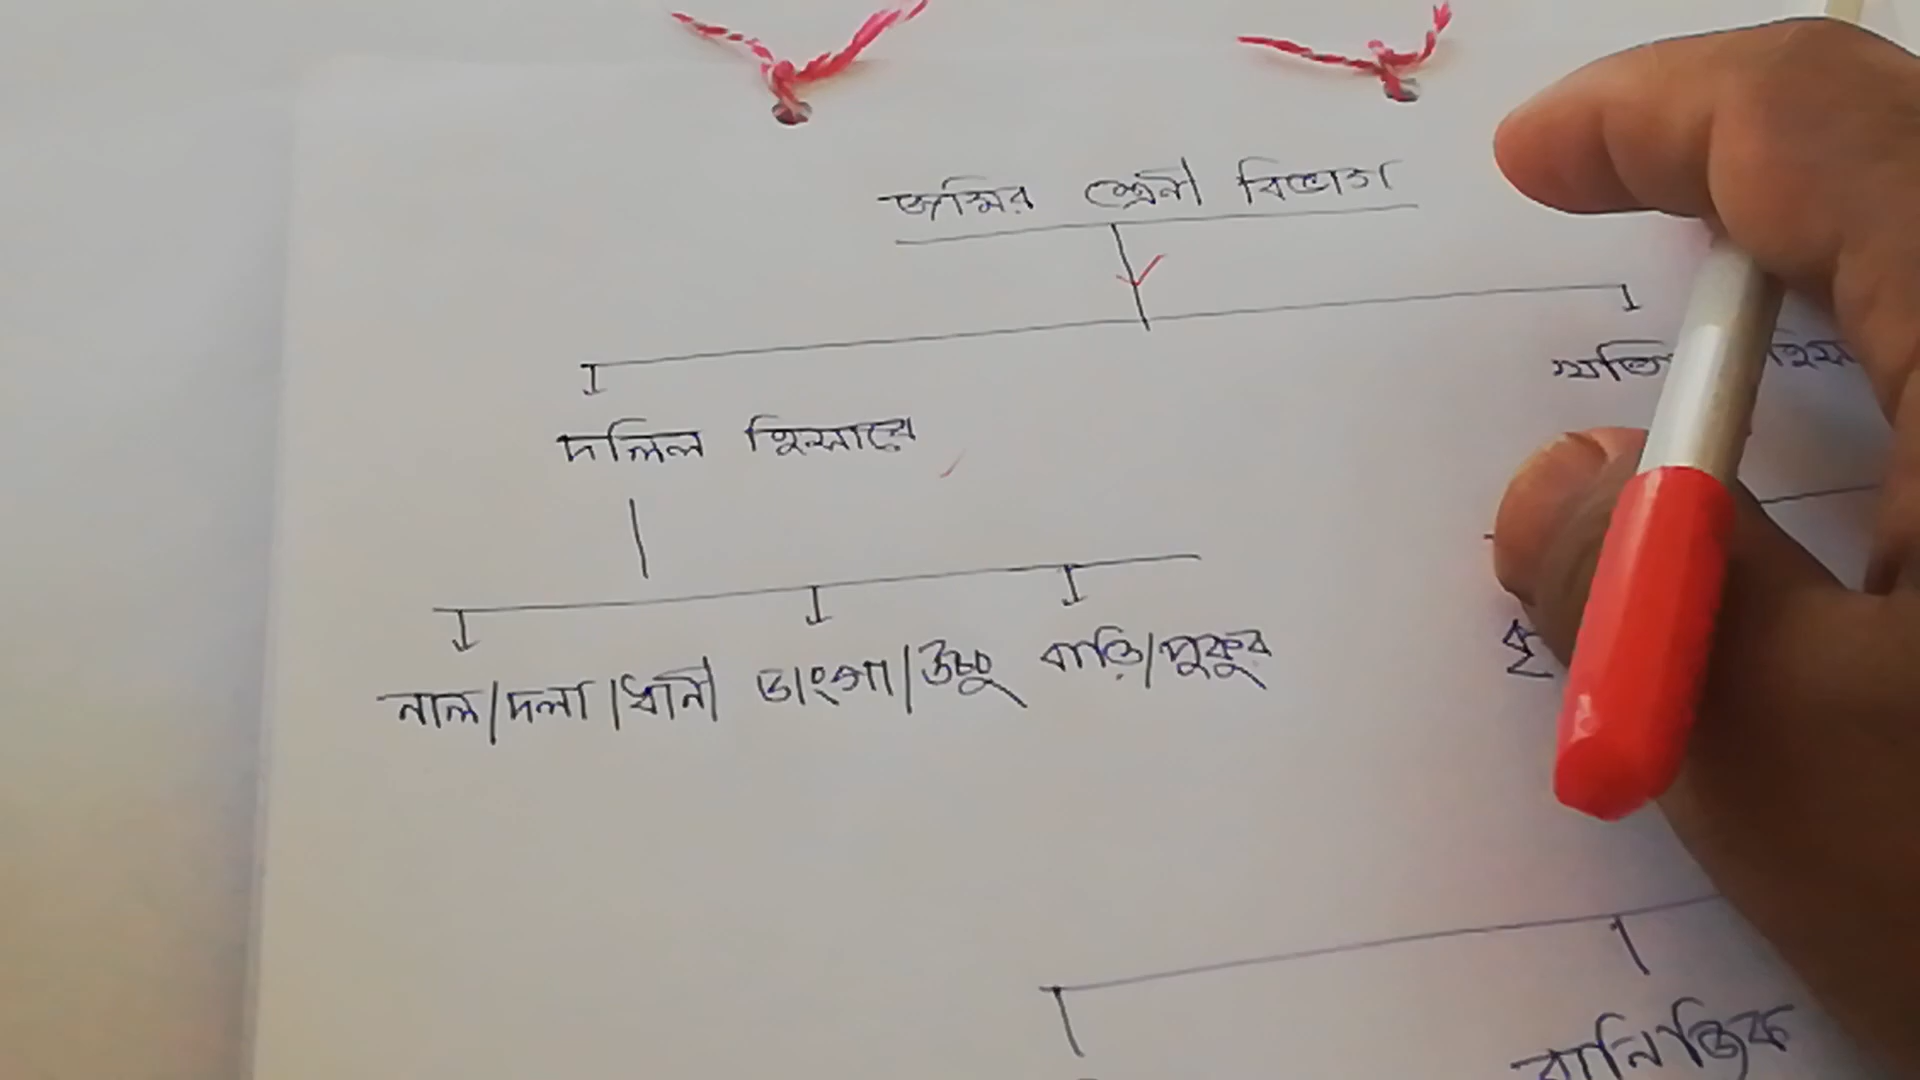 জমির শ্রেনী বিভাগ
দলিল হিসাবে
নাল/দলা/ধানী ডাংগা/উচ্চু বাড়ি/পুকুর
কৃ
বানিজ্যিক